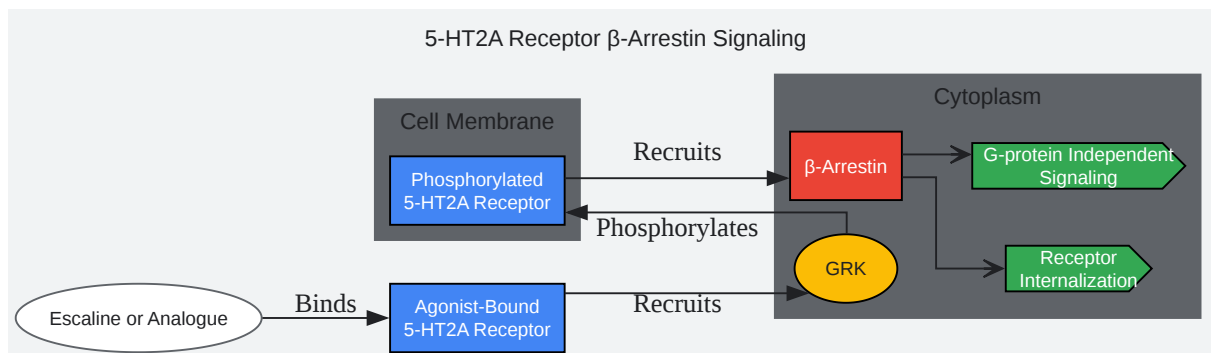 5-HT2A Receptor β-Arrestin Signaling
Cell Membrane
Cytoplasm
Phosphorylated
5-HT2A Receptor
Recruits
β-Arrestin
G-protein Independent
Signaling
Phosphorylates
GRK
Receptor
Internalization
Escaline or Analogue
Binds
Agonist-Bound
5-HT2A Receptor
Recruits